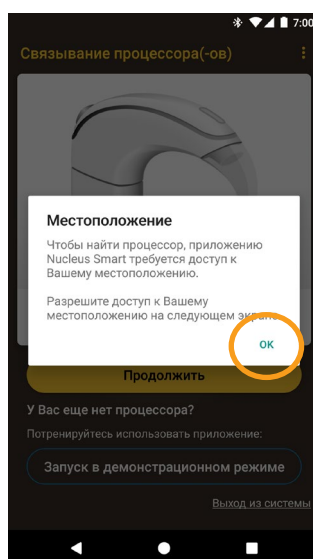 7:00
Связывание процессора(-ов)
Местоположение
Чтобы найти процессор, приложению
Nucleus Smart требуется доступ к
Вашему местоположению.
Разрешите доступ к Вашему
местоположению на следующем экране.
ОК
Продолжить
У Вас еще нет процессора?
Потренируйтесь использовать приложение:
Запуск в демонстрационном режиме
Выход из системы